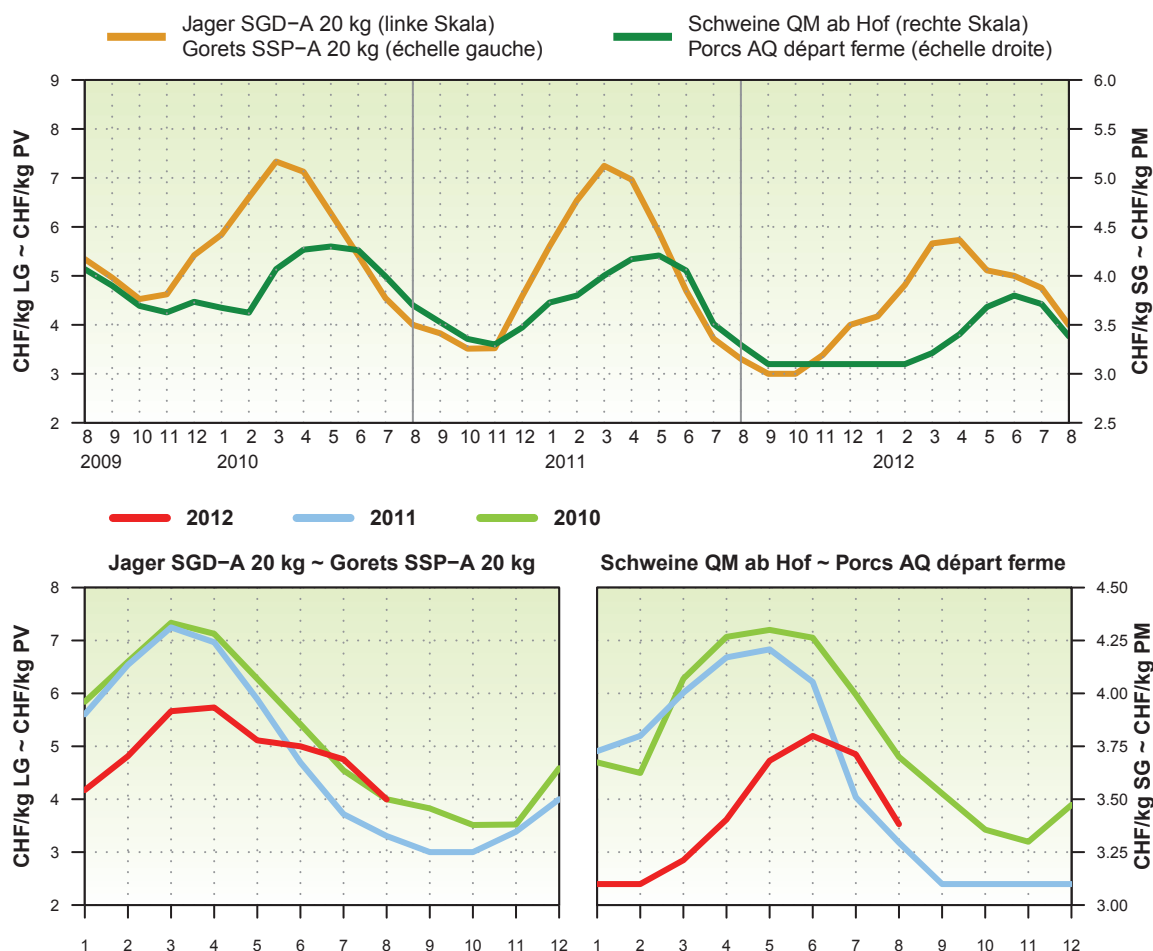 Jager SGD−A 20 kg (linke Skala)
Gorets SSP−A 20 kg (échelle gauche)
Schweine QM ab Hof (rechte Skala)
Porcs AQ départ ferme (échelle droite)
CHF/kg LG ~ CHF/kg PV
9
8
7
6
5
4
3
2
6.0
5.5
5.0
4.5
4.0
3.5
3.0
2.5
CHF/kg SG ~ CHF/kg PM
8 9 10 11 12 1 2 3 4 5 6 7 8 9 10 11 12 1 2 3 4 5 6 7 8 9 10 11 12 1 2 3 4 5 6 7 8
2009 2010 2011 2012
2012 2011 2010
Jager SGD−A 20 kg ~ Gorets SSP−A 20 kg
CHF/kg LG ~ CHF/kg PV
8
7
6
5
4
3
2
1 2 3 4 5 6 7 8 9 10 11 12
Schweine QM ab Hof ~ Porcs AQ départ ferme
4.50
4.25
4.00
3.75
3.50
3.25
3.00
CHF/kg SG ~ CHF/kg PM
1 2 3 4 5 6 7 8 9 10 11 12